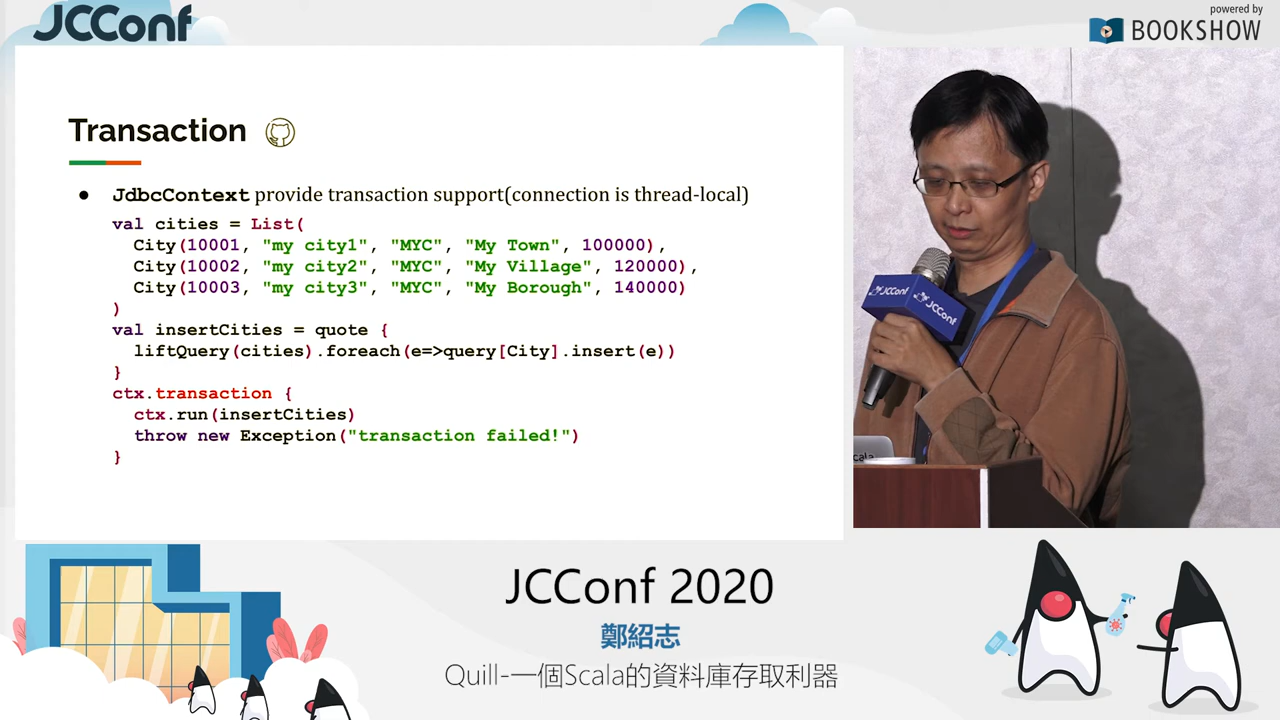 JCConf
powered by
BOOKSHOW
Transaction
● JdbcContext provide transaction support(connection is thread-local)
val cities = List(
City(10001, "my city1", "MYC", "My Town", 100000),
City(10002, "my city2", "MYC", "My Village", 120000),
City(10003, "my city3", "MYC", "My Borough", 140000)
)
val insertCities = quote {
liftQuery(cities).foreach(e=>query[City].insert(e))
}
ctx.transaction {
ctx.run(insertCities)
throw new Exception("transaction failed!")
}
JCConf
JCConf
JCConf 2020
鄭紹志
Quill-一個Scala的資料庫存取利器